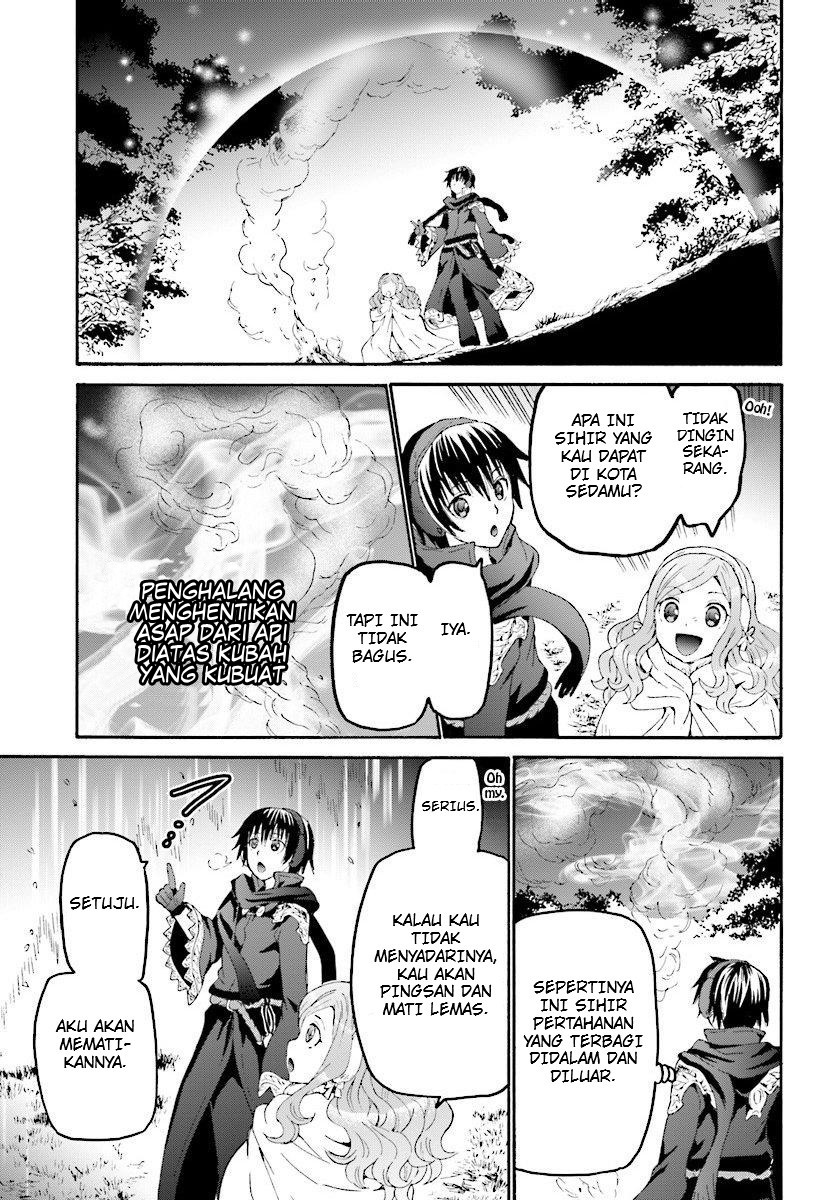 Ooh!
TIDAK
DINGIN
SEKA-
RANG.
APA INI
SIHIR YANG
KAU DAPAT
DI KOTA
SEDAMU?
IYA.
TAPI INI
TIDAK
BAGUS.
PENGHALANG
MENGHENTIKAN
ASAP DARI API
DIATAS KUBAH
YANG KUBUAT
SEPERTINYA
INI SIHIR
PERTAHANAN
YANG TERBAGI
DIDALAM DAN
DILUAR.
Oh
my.
SERIUS.
KALAU KAU
TIDAK
MENYADARINYA,
KAU AKAN
PINGSAN DAN
MATI LEMAS.
SETUJU.
AKU AKAN
MEMATI-
KANNYA.